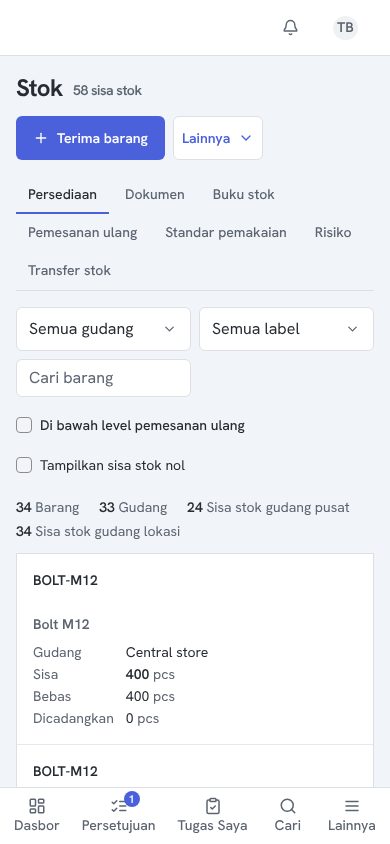 TB
Stok 58 sisa stok
+ Terima barang Lainnya
Persediaan Dokumen Buku stok
Pemesanan ulang Standar pemakaian Risiko
Transfer stok
Semua gudang Semua label
Cari barang
Di bawah level pemesanan ulang
Tampilkan sisa stok nol
34 Barang 33 Gudang 24 Sisa stok gudang pusat
34 Sisa stok gudang lokasi
BOLT-M12
Bolt M12
Gudang Central store
Sisa 400 pcs
Bebas 400 pcs
Dicadangkan 0 pcs
BOLT-M12
1
Dasbor Persetujuan Tugas Saya Cari Lainnya